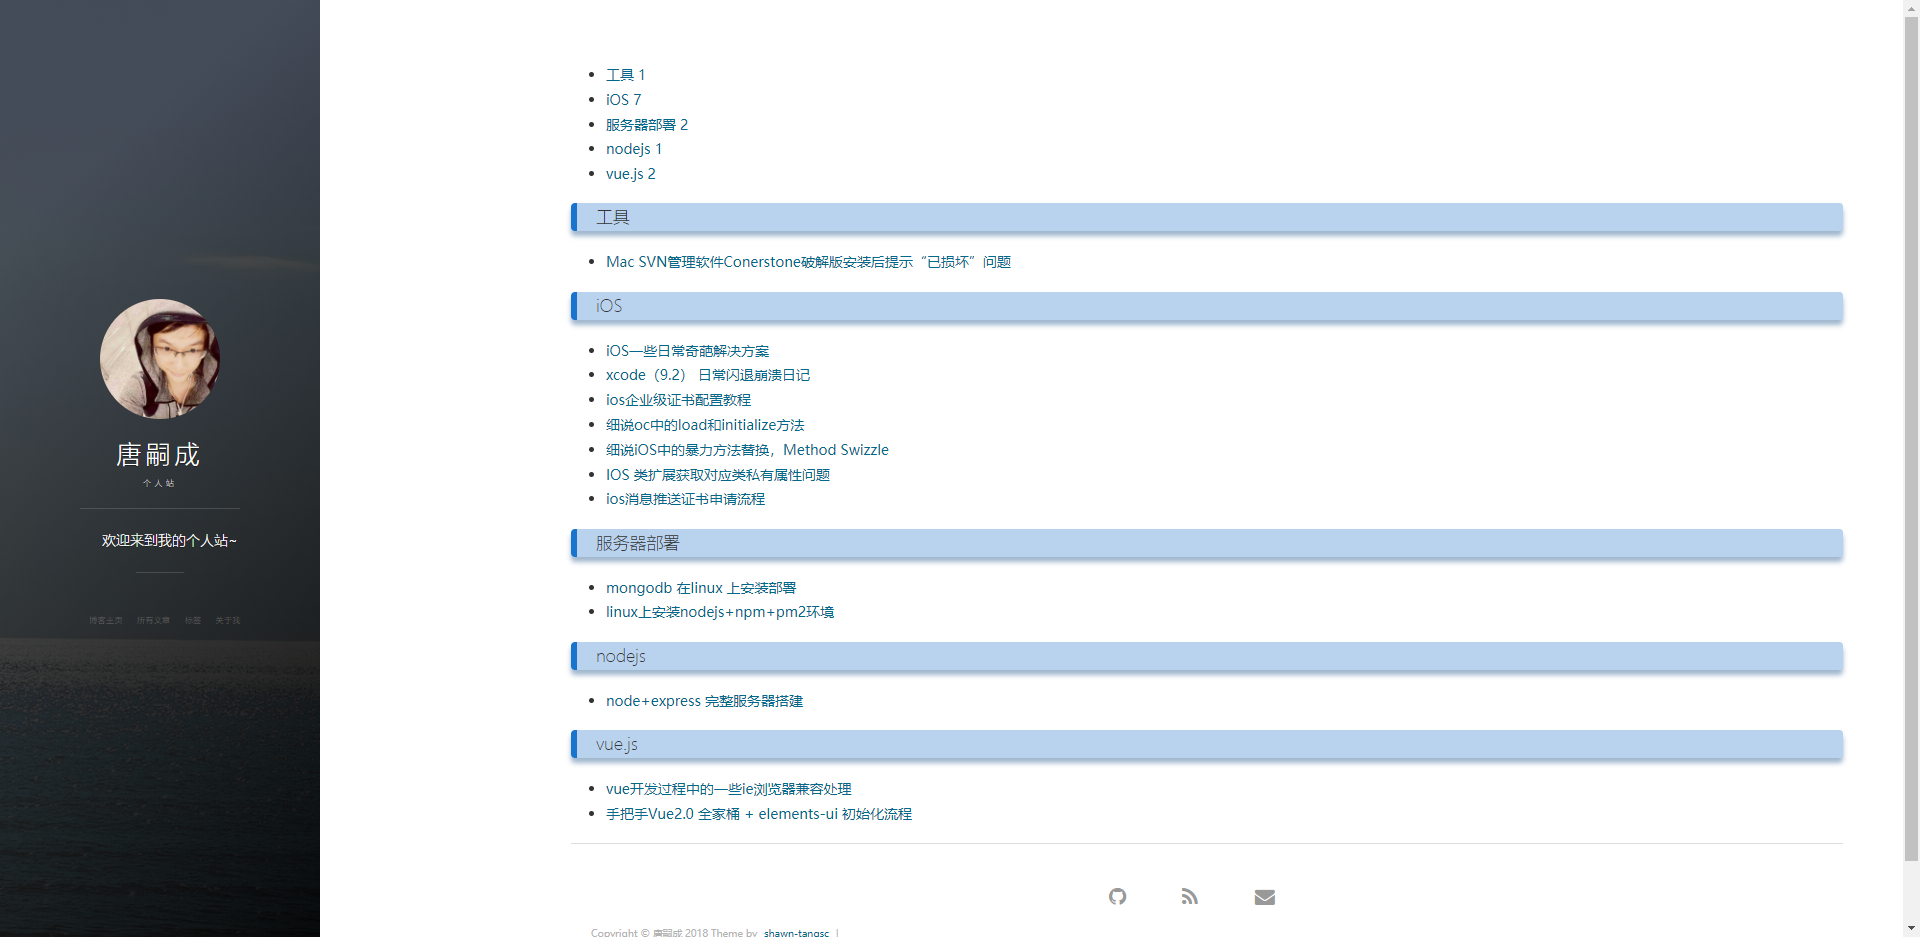 唐嗣成
个人站
欢迎来到我的个人站~
博客主页 所有文章 标签 关于我
工具 1
iOS 7
服务器部署 2
nodejs 1
vue.js 2
工具
Mac SVN管理软件Conerstone破解版安装后提示“已损坏”问题
iOS
iOS一些日常奇葩解决方案
xcode（9.2） 日常闪退崩溃日记
ios企业级证书配置教程
细说oc中的load和initialize方法
细说iOS中的暴力方法替换，Method Swizzle
IOS 类扩展获取对应类私有属性问题
ios消息推送证书申请流程
服务器部署
mongodb 在linux 上安装部署
linux上安装nodejs+npm+pm2环境
nodejs
node+express 完整服务器搭建
vue.js
vue开发过程中的一些ie浏览器兼容处理
手把手Vue2.0 全家桶 + elements-ui 初始化流程
Copyright © 唐嗣成 2018 Theme by shawn-tangsc |